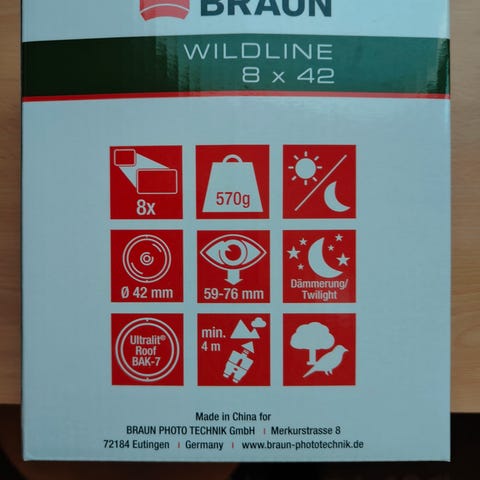 BRAUN
WILDLINE
8 x 42
8x
570g
Ø 42 mm
59-76 mm
Dämmerung/
Twilight
Ultralit®
Roof
BAK-7
min.
4 m
Made in China for
BRAUN PHOTO TECHNIK GmbH I Merkurstrasse 8
72184 Eutingen I Germany I www.braun-phototechnik.de